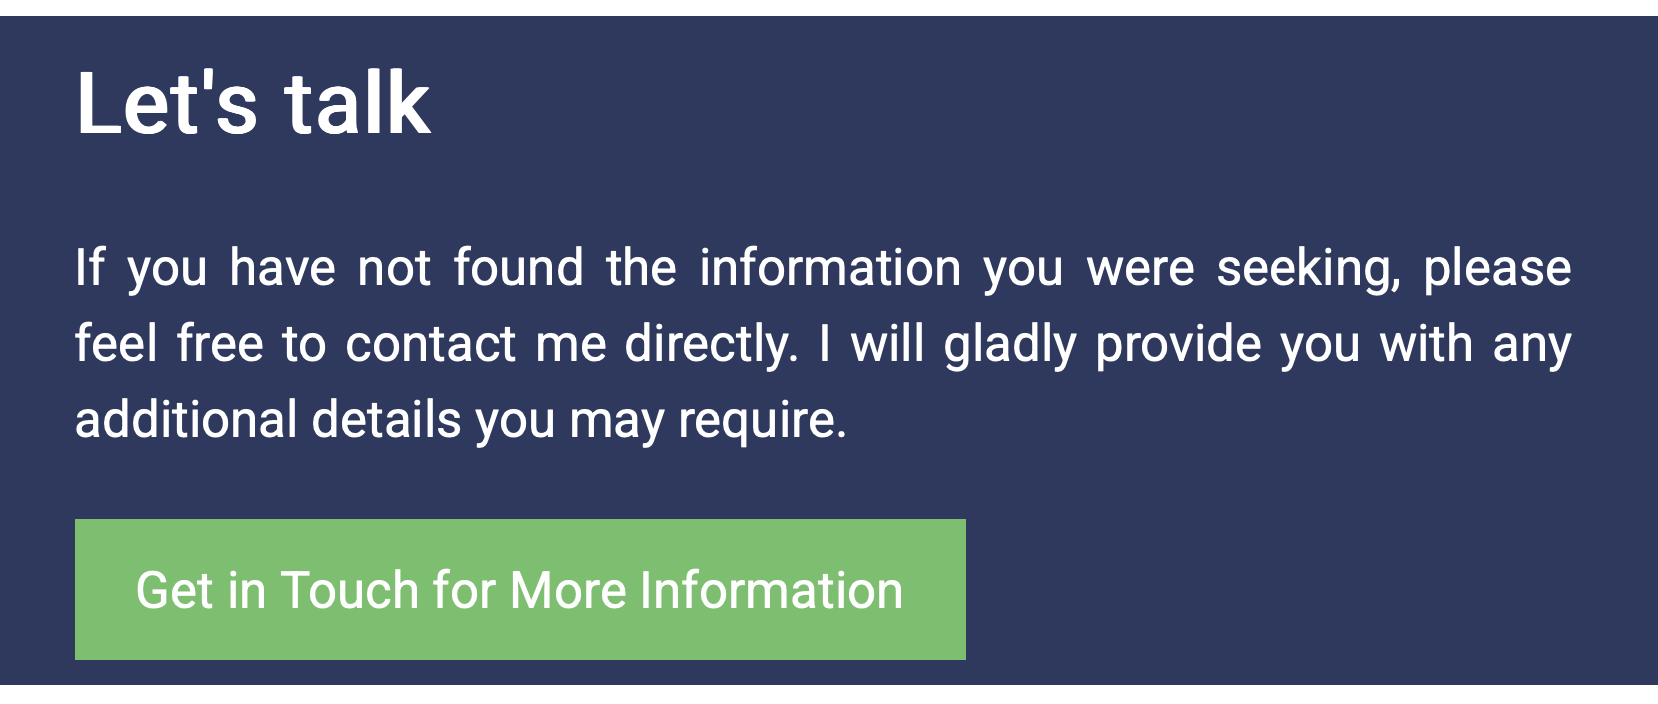 Let's talk
If you have not found the information you were seeking, please
feel free to contact me directly. I will gladly provide you with any
additional details you may require.
Get in Touch for More Information